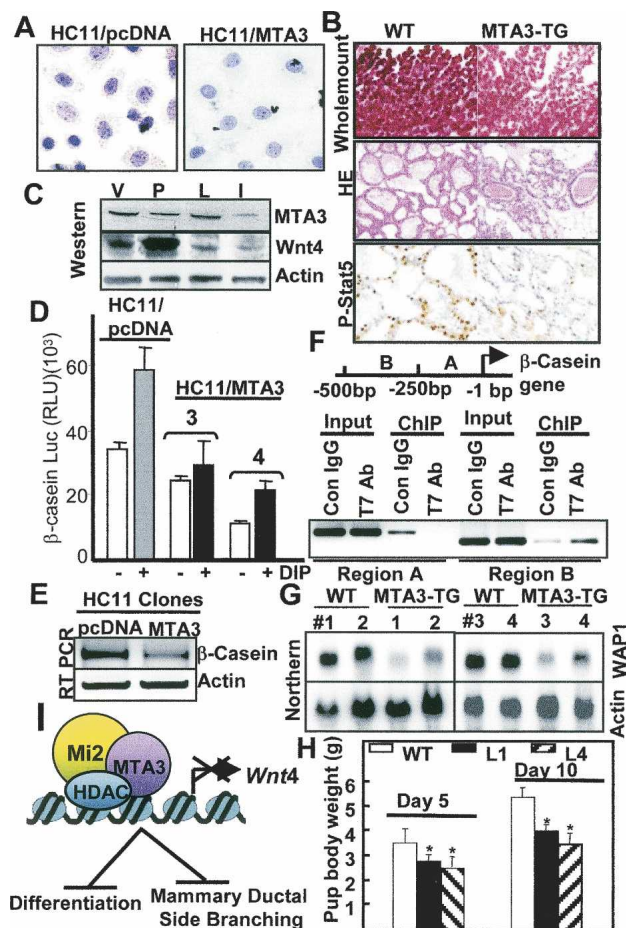 A
HC11/pcDNA
HC11/MTA3
B
WT
MTA3-TG
Wholemount
HE
P-Stat5
C
V P L I
Western
MTA3
Wnt4
Actin
D
HC11/
pcDNA
HC11/MTA3
β-casein Luc (RLU)(10³)
60
40
20
0
3
4
- + - + - + DIP
E
HC11 Clones
pcDNA MTA3
RT PCR
β-Casein
Actin
F
B A
-500bp -250bp -1 bp
β-Casein
gene
Input ChIP Input ChIP
Con IgG
T7 Ab
Con IgG
T7 Ab
Con IgG
T7 Ab
Con IgG
T7 Ab
Region A Region B
G
WT MTA3-TG WT MTA3-TG
#1 2 1 2 #3 4 3 4
Northern
WAP1
Actin
H
WT L1 L4
Pup body weight (g)
6
5
4
3
2
1
Day 5
Day 10
* *
* *
I
Mi2
MTA3
HDAC
Wnt4
Differentiation
Mammary Ductal
Side Branching